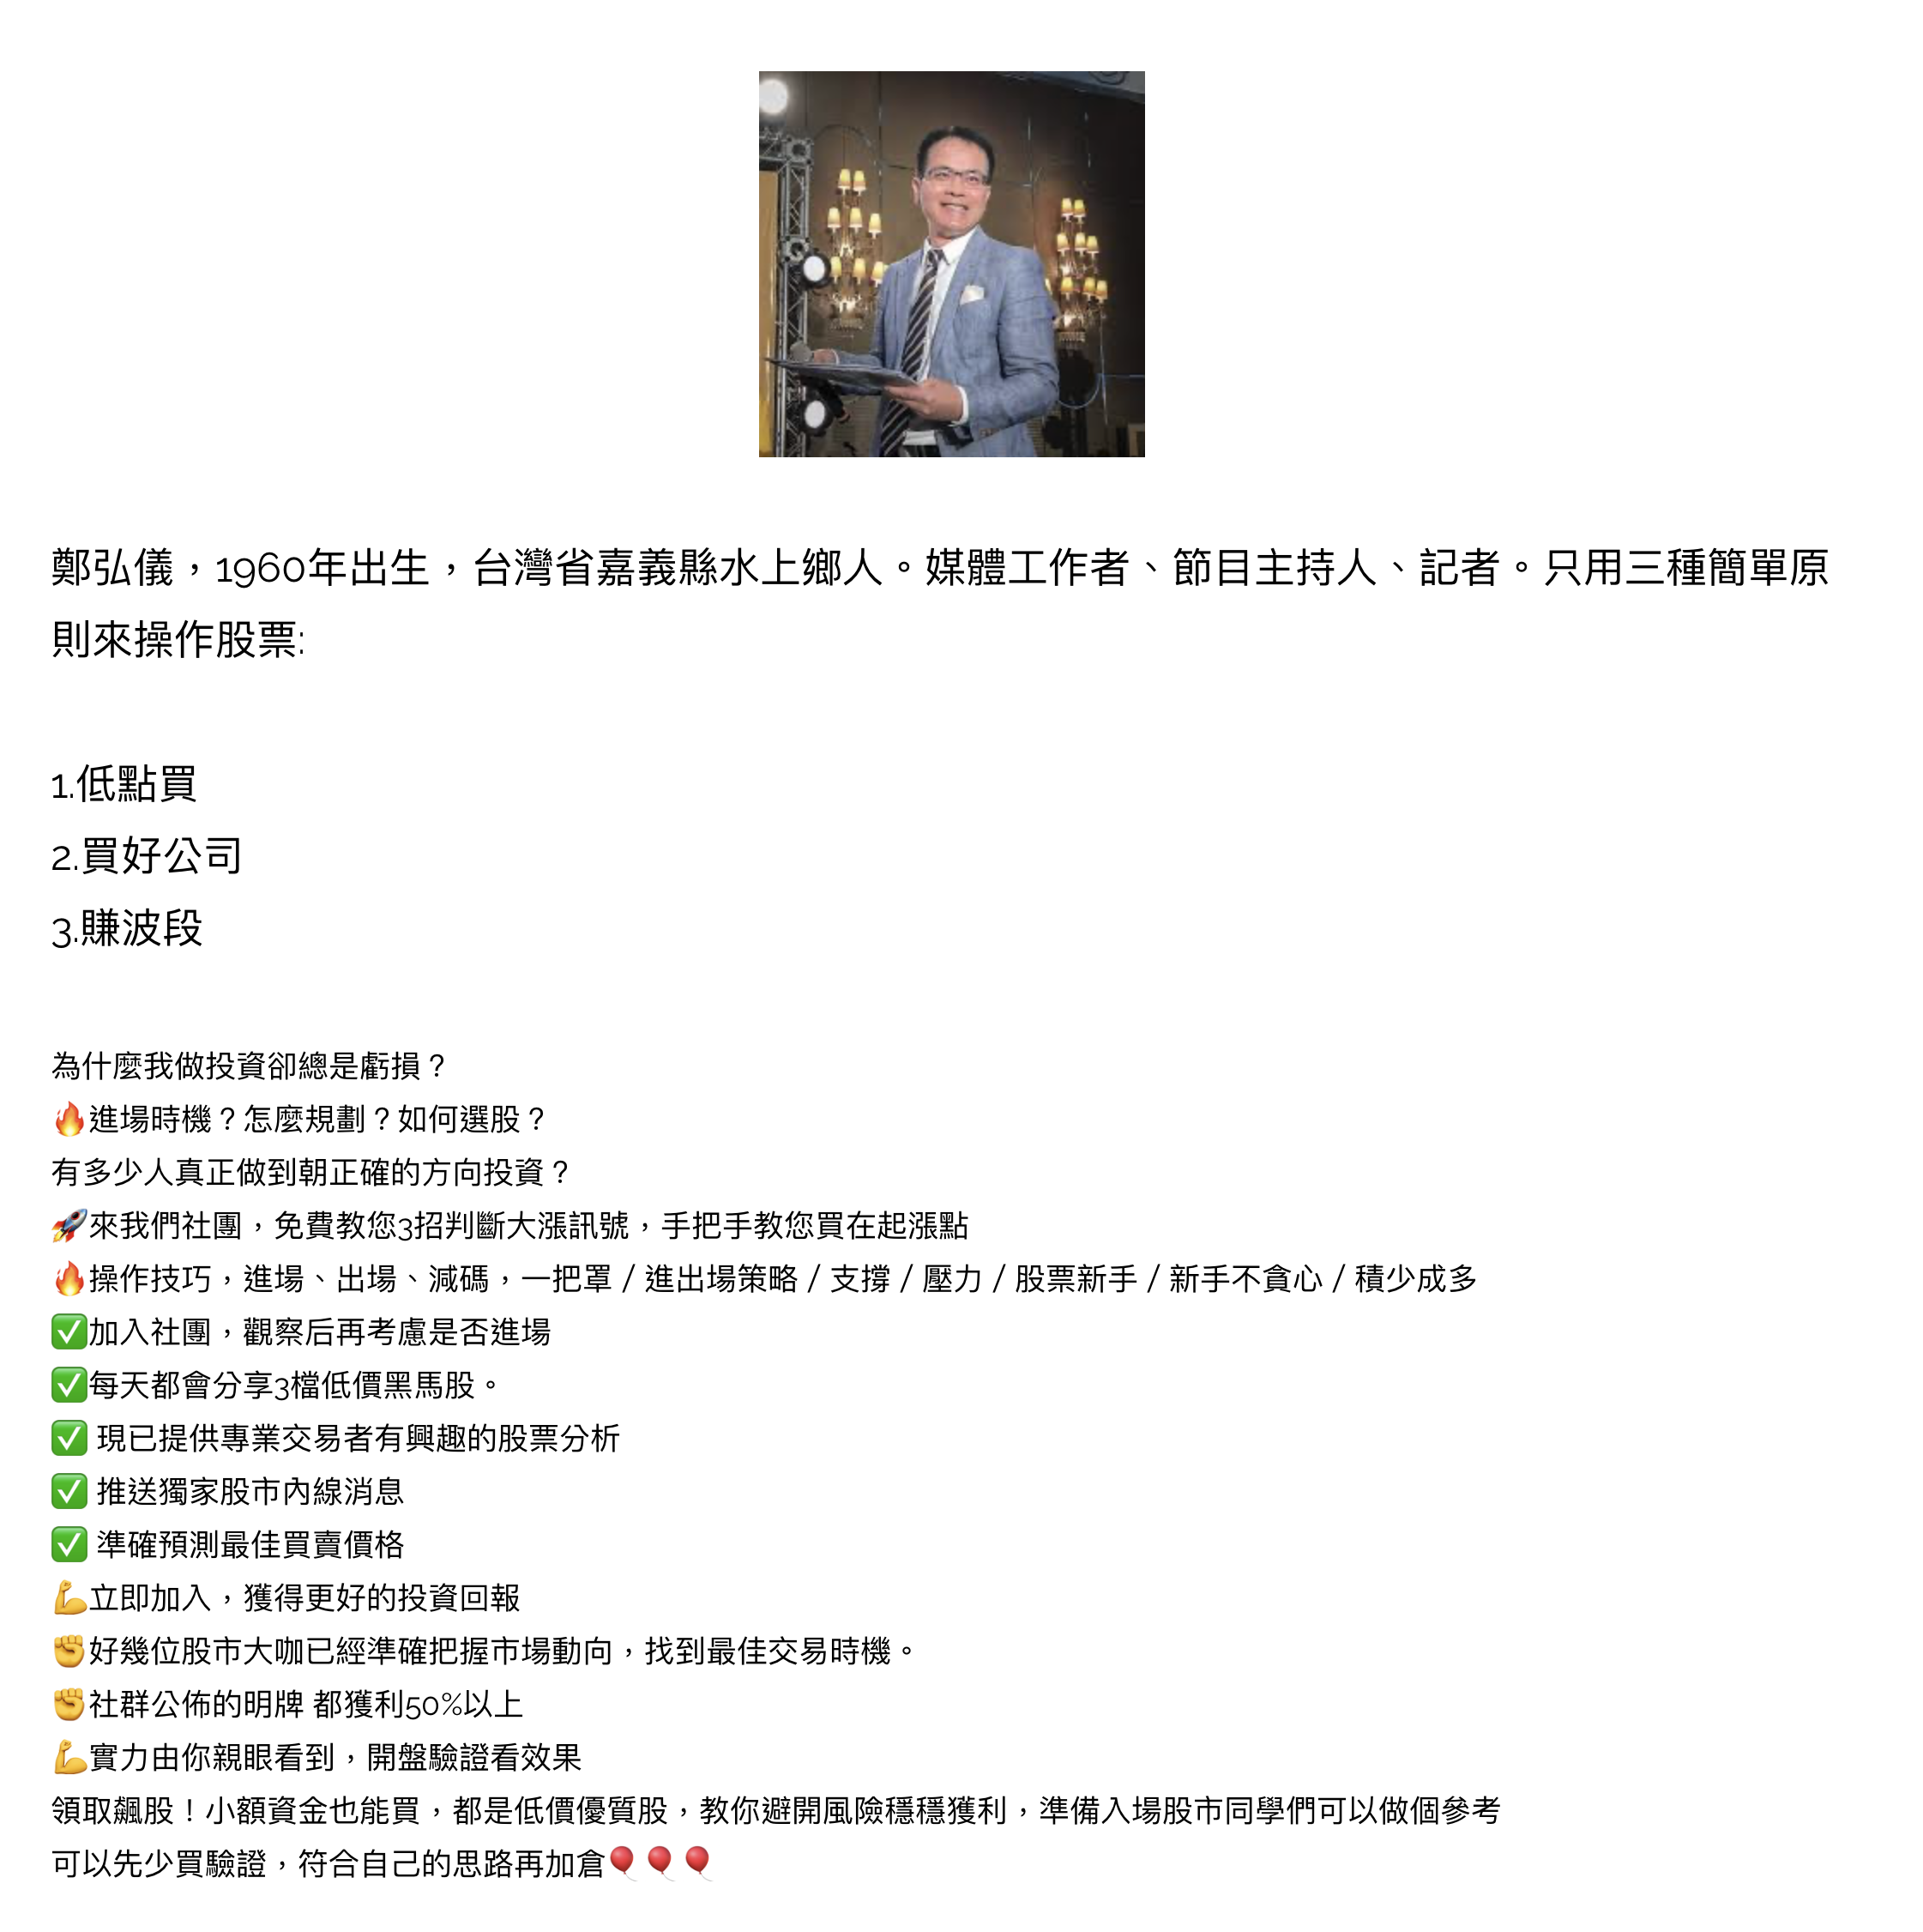 鄭弘儀，1960年出生，台灣省嘉義縣水上鄉人。媒體工作者、節目主持人、記者。只用三種簡單原
則來操作股票:
1.低點買
2.買好公司
3.賺波段
為什麼我做投資卻總是虧損？
🔥進場時機？怎麼規劃？如何選股？
有多少人真正做到朝正確的方向投資？
🚀來我們社團，免費教您3招判斷大漲訊號，手把手教您買在起漲點
🔥操作技巧，進場、出場、減碼，一把罩 / 進出場策略 / 支撐 / 壓力 / 股票新手 / 新手不貪心 / 積少成多
✅加入社團，觀察后再考慮是否進場
✅每天都會分享3檔低價黑馬股。
✅ 現已提供專業交易者有興趣的股票分析
✅ 推送獨家股市內線消息
✅ 準確預測最佳買賣價格
💪立即加入，獲得更好的投資回報
✊好幾位股市大咖已經準確把握市場動向，找到最佳交易時機。
✊社群公佈的明牌 都獲利50%以上
💪實力由你親眼看到，開盤驗證看效果
領取飆股！小額資金也能買，都是低價優質股，教你避開風險穩穩獲利，準備入場股市同學們可以做個參考
可以先少買驗證，符合自己的思路再加倉🎈🎈🎈